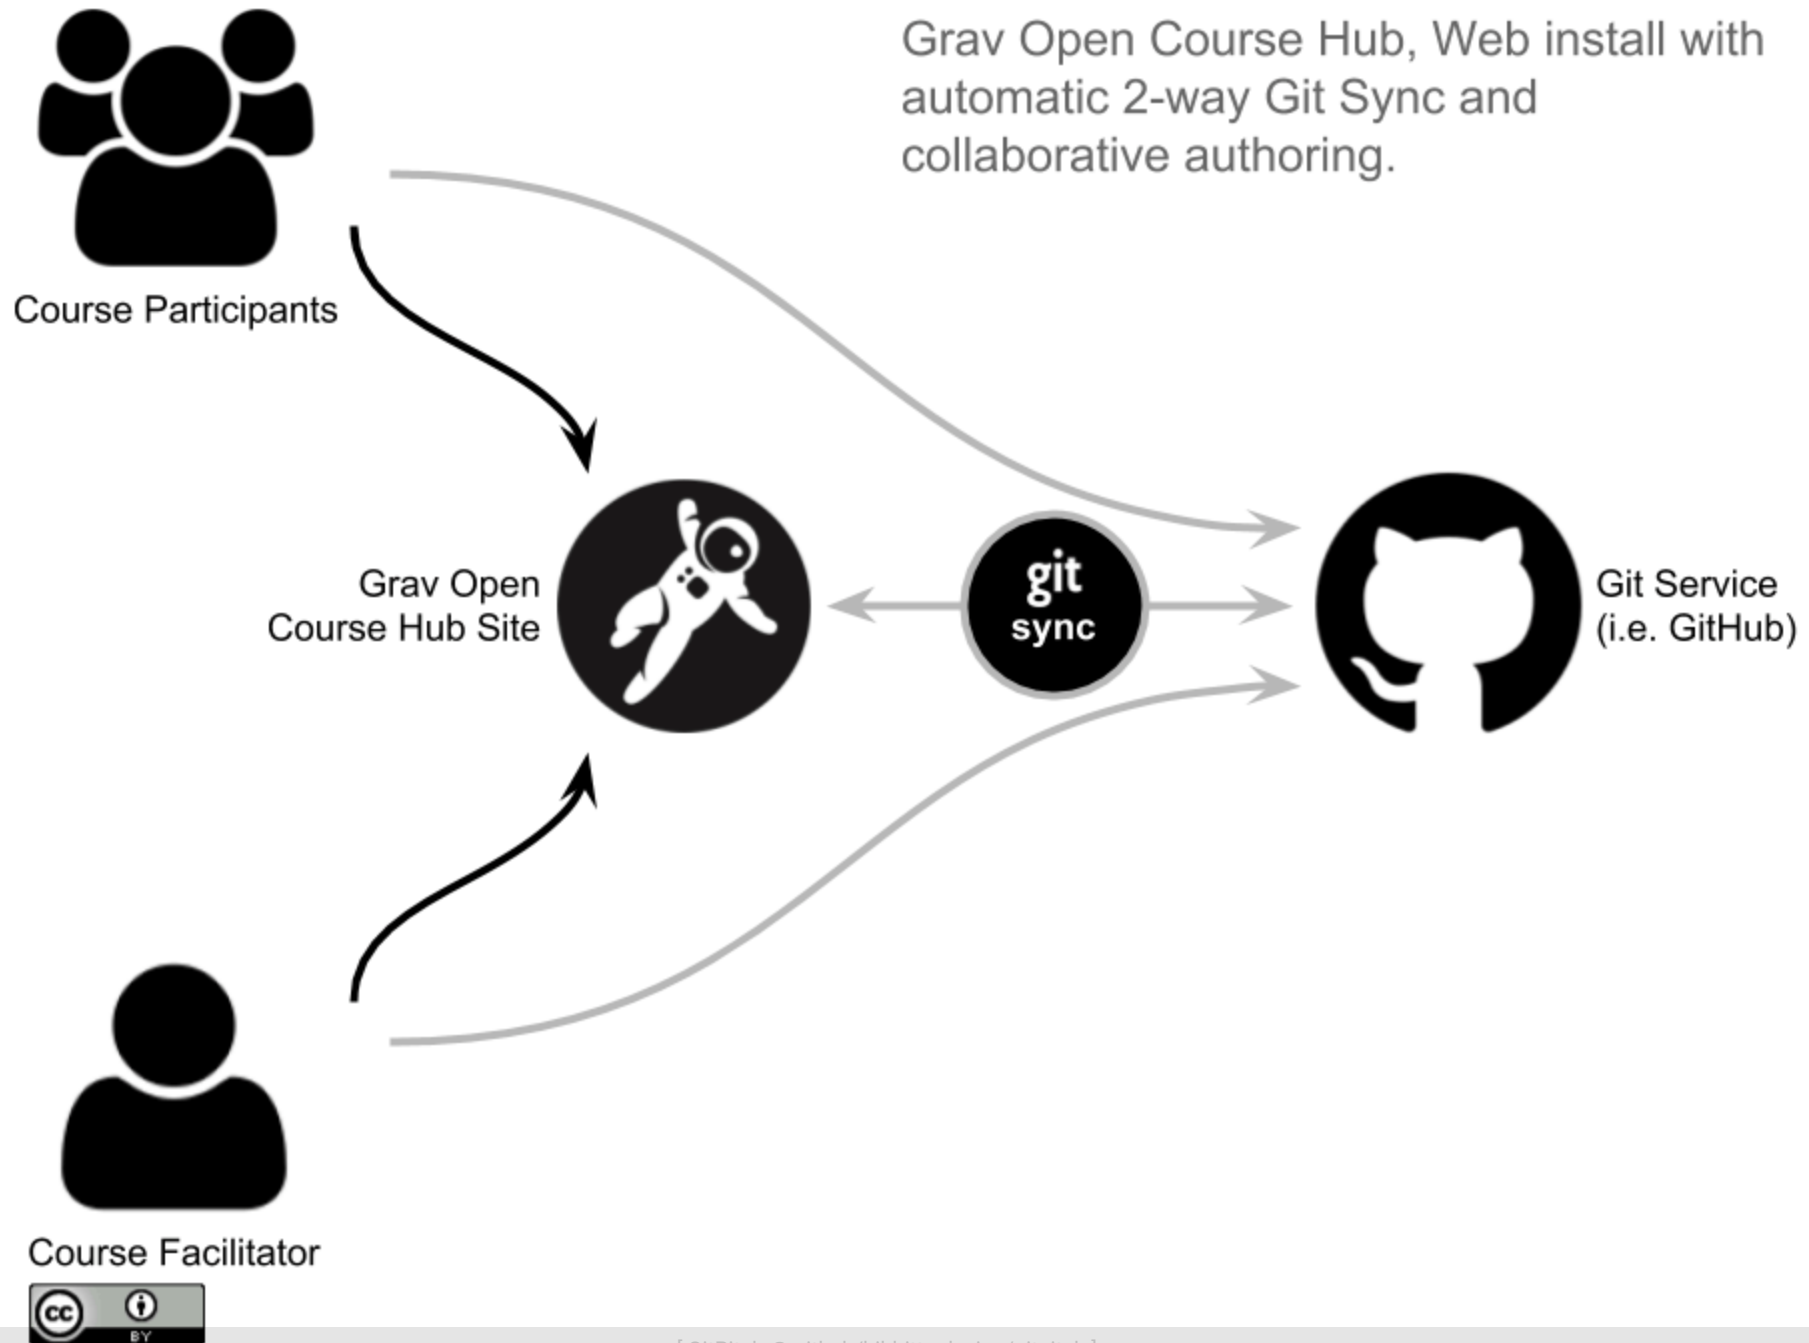 Grav Open Course Hub, Web install with
automatic 2-way Git Sync and
collaborative authoring.
Course Participants
Grav Open
Course Hub Site
git
sync
Git Service
(i.e. GitHub)
Course Facilitator
cc
BY